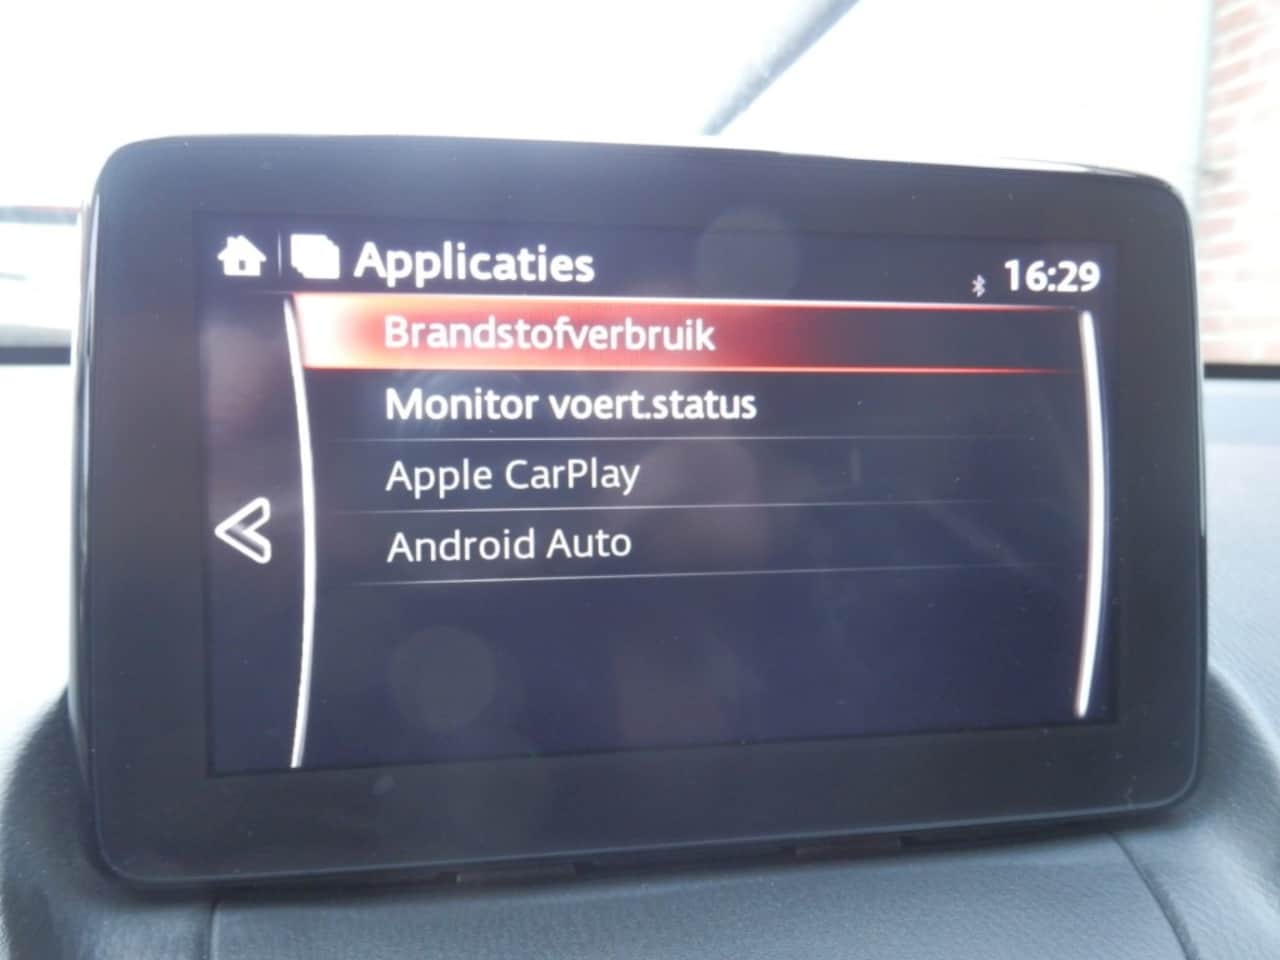 Applicaties
16:29
Brandstofverbruik
Monitor voert.status
Apple CarPlay
Android Auto